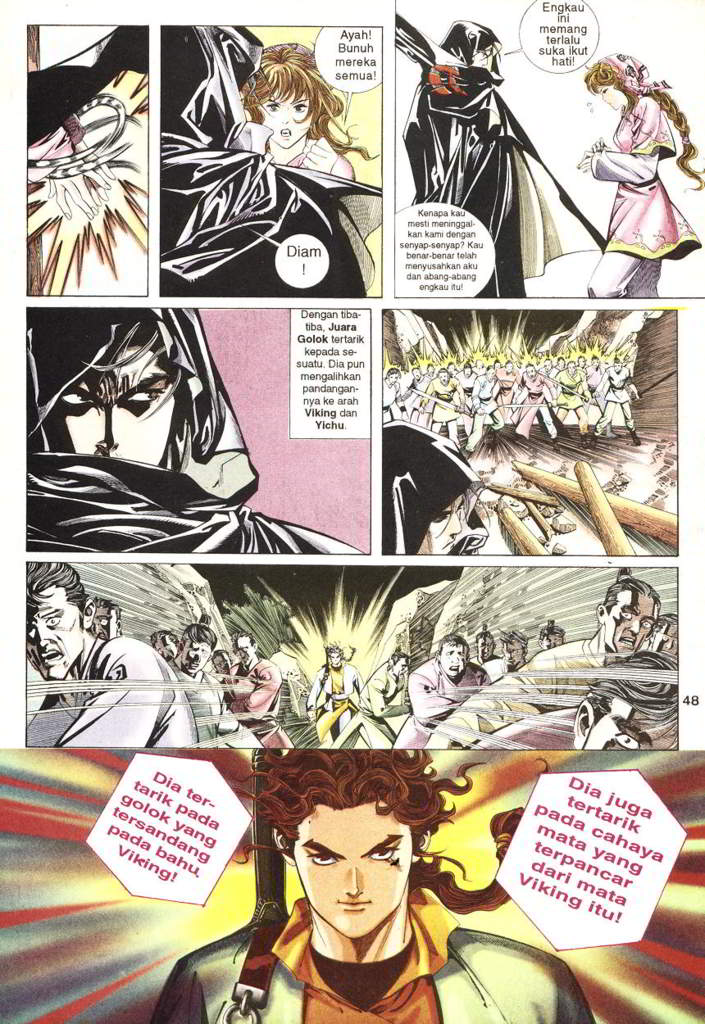 Ayah!
Bunuh
mereka
semua!
Diam
!
Engkau
ini
memang
terlalu
suka ikut
hati!
Kenapa kau
mesti meninggal-
kan kami dengan
senyap-senyap? Kau
benar-benar telah
menyusahkan aku
dan abang-abang
engkau itu!
Dengan tiba-
tiba, Juara
Golok tertarik
kepada se-
suatu. Dia pun
mengalihkan
pandangan-
nya ke arah
Viking dan
Yichu.
48
Dia ter-
tarik pada
golok yang
tersandang
pada bahu
Viking!
Dia juga
tertarik
pada cahaya
mata yang
terpancar
dari mata
Viking itu!